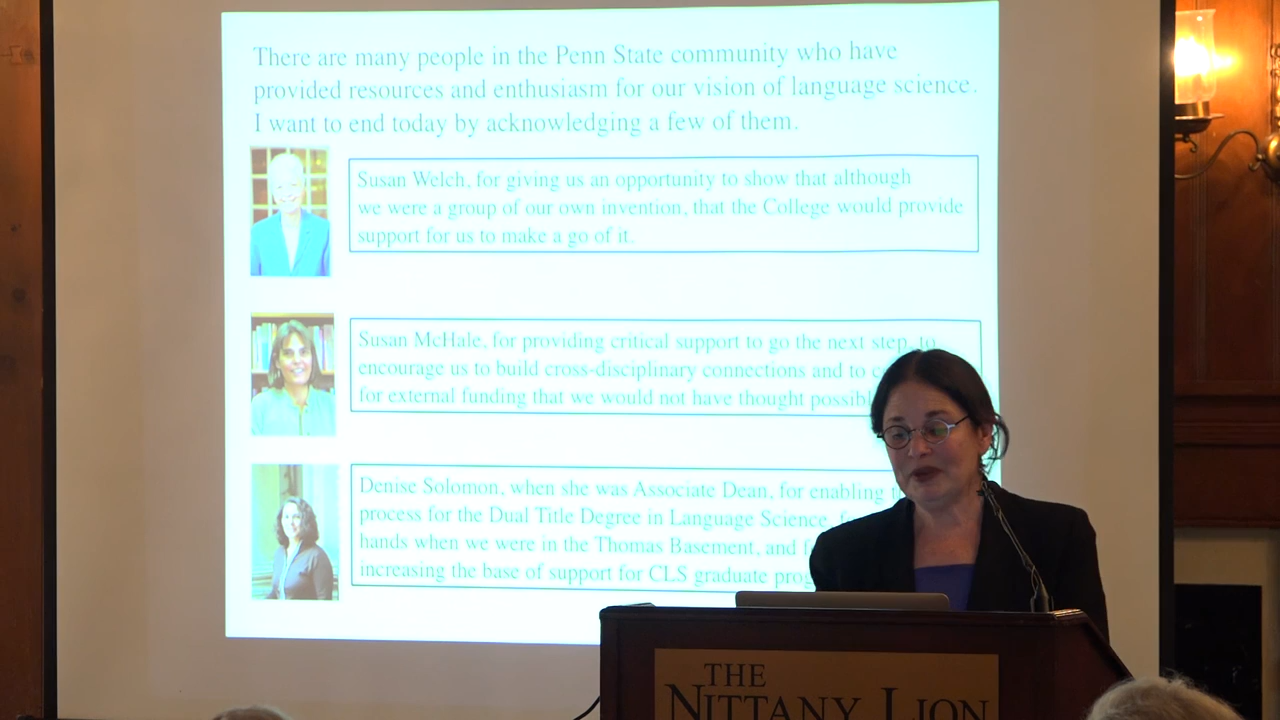 There are many people in the Penn State community who have
provided resources and enthusiasm for our vision of language science.
I want to end today by acknowledging a few of them.
Susan Welch, for giving us an opportunity to show that although
we were a group of our own invention, that the College would provide
support for us to make a go of it.
Susan McHale, for providing critical support to go the next step, to
encourage us to build cross-disciplinary connections and to
for external funding that we would not have thought
Denise Solomon, when she was Associate Dean, for enabling
process for the Dual Title Degree in Language Science,
hands when we were in the Thomas Basement, and
increasing the base of support for CLS graduate
THE
NITTANY LION